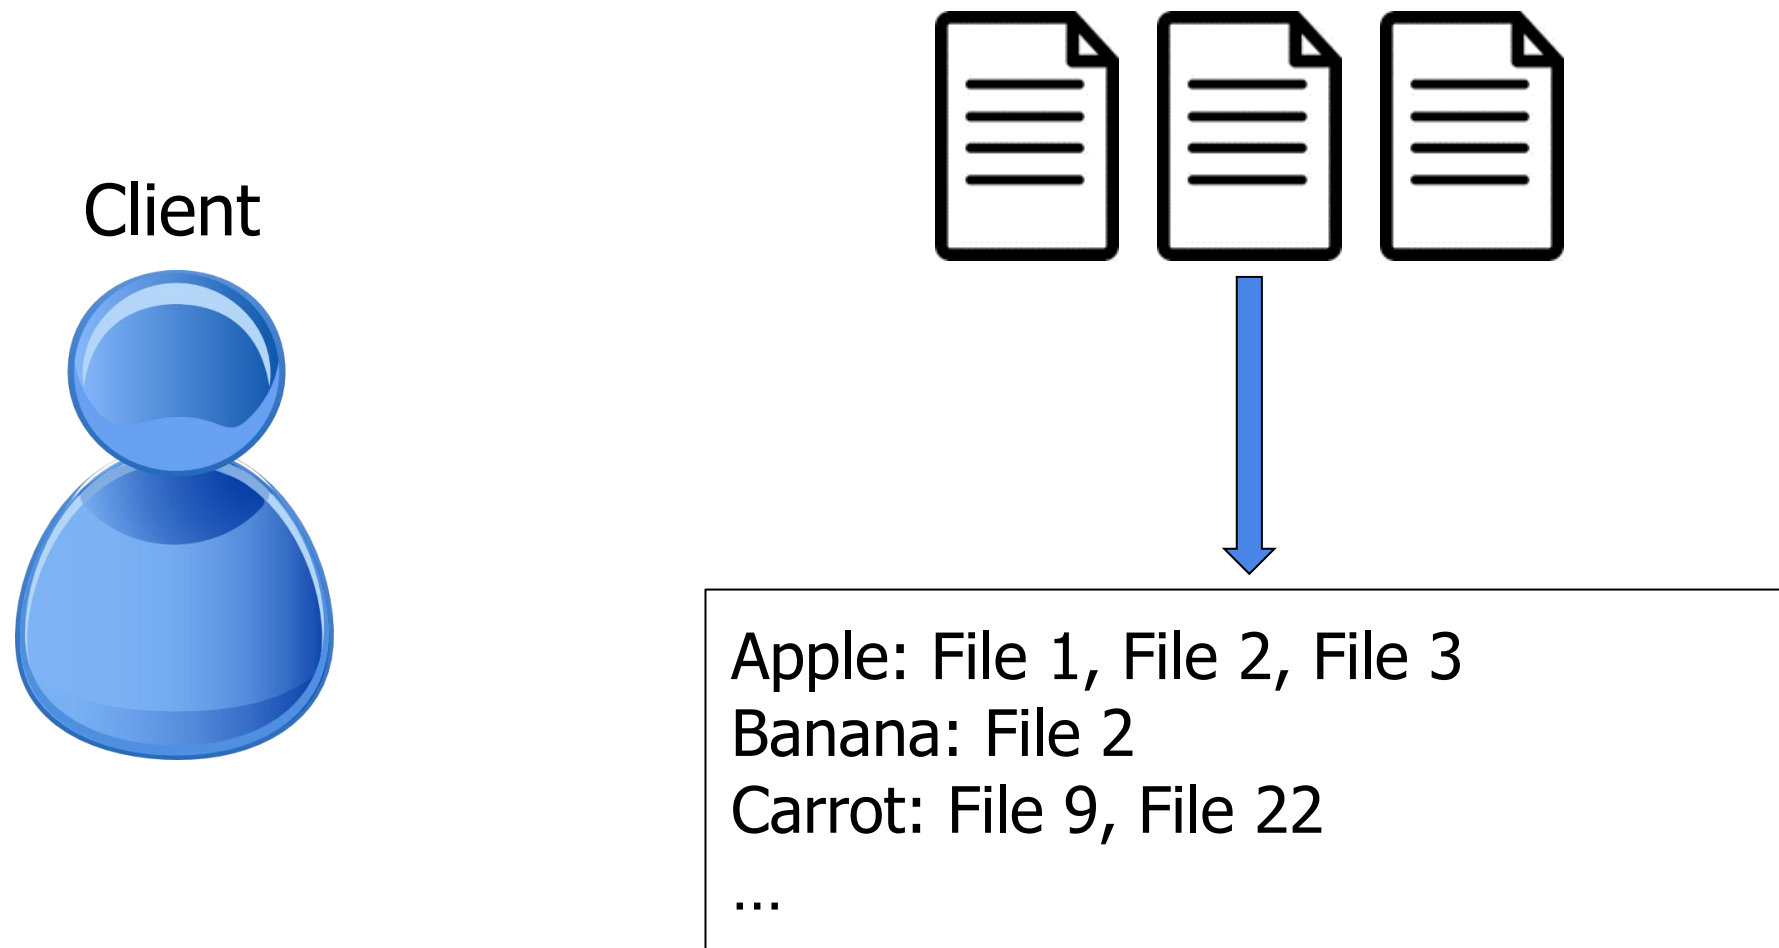 Client
Apple: File 1, File 2, File 3
Banana: File 2
Carrot: File 9, File 22
…